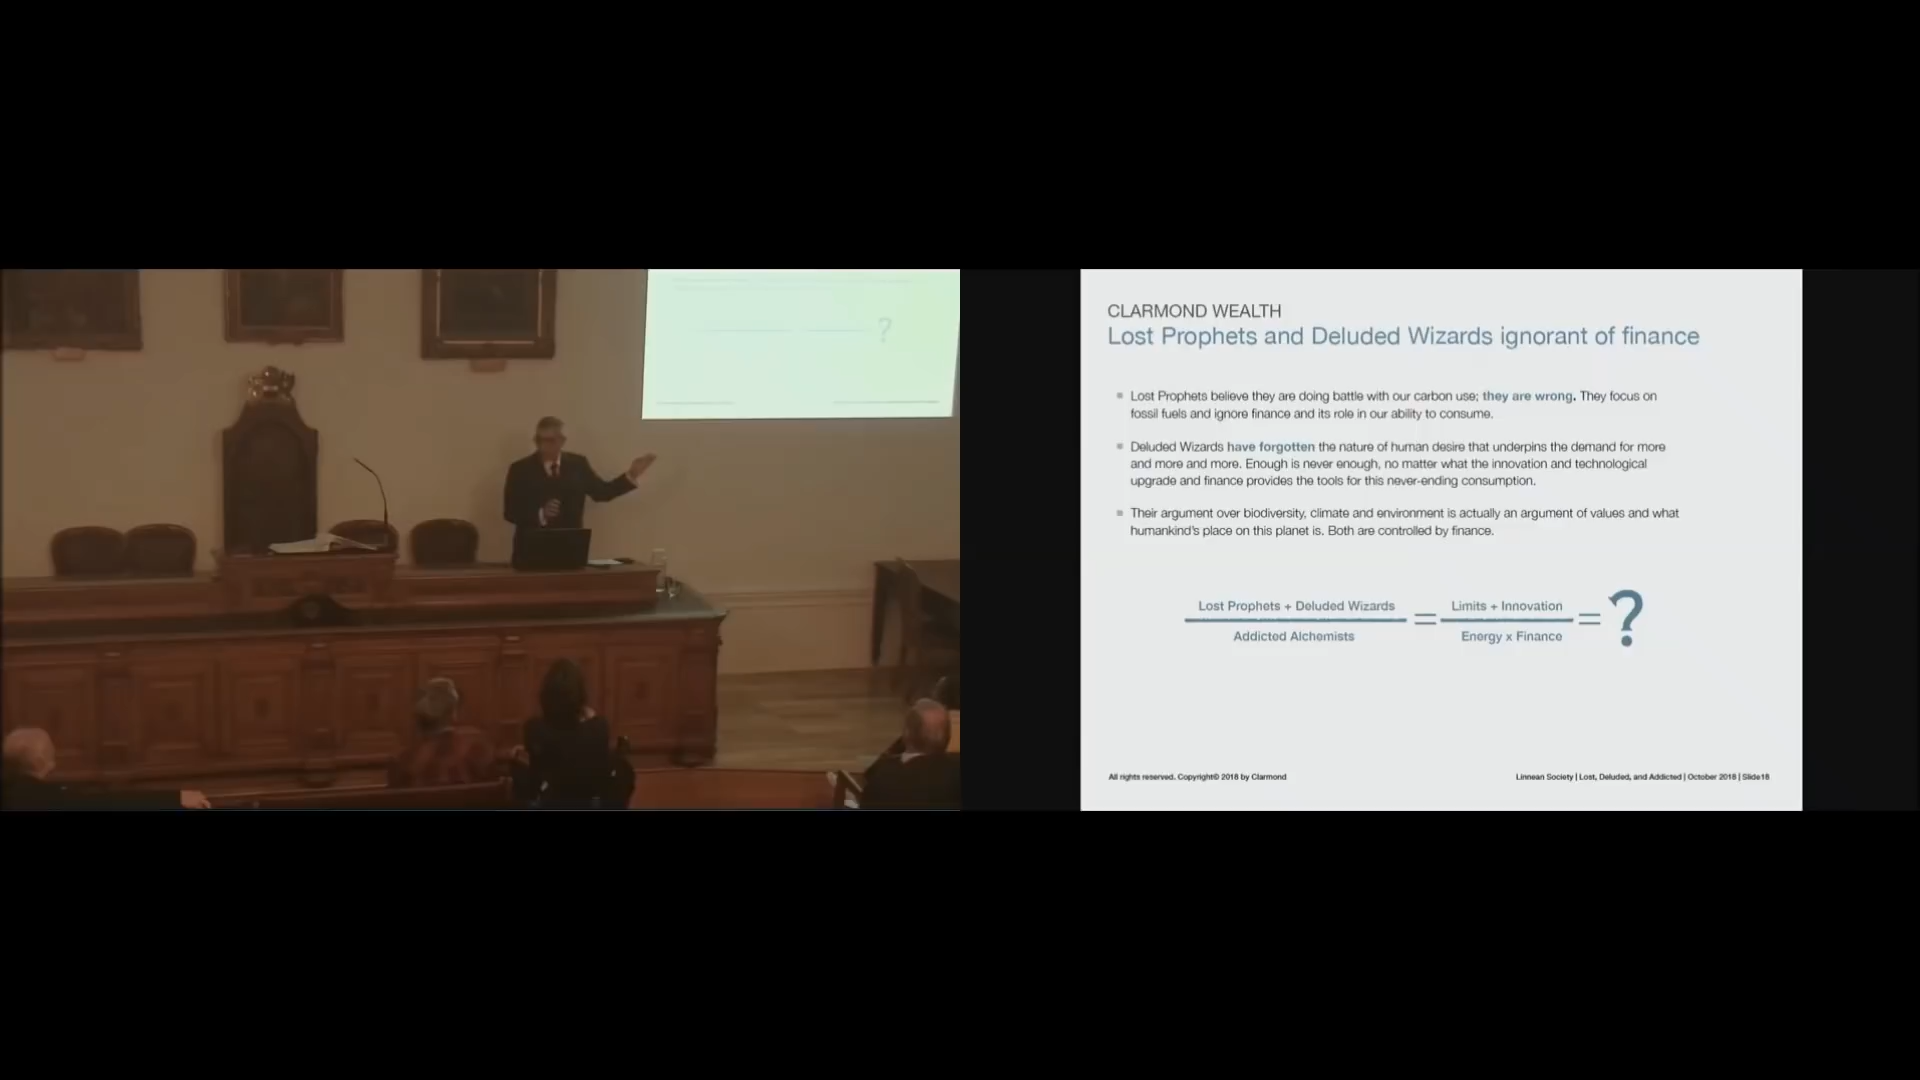 CLARMOND WEALTH
Lost Prophets and Deluded Wizards ignorant of finance
Lost Prophets believe they are doing battle with our carbon use; they are wrong. They focus on
fossil fuels and ignore finance and its role in our ability to consume.
Deluded Wizards have forgotten the nature of human desire that underpins the demand for more
and more and more. Enough is never enough, no matter what the innovation and technological
upgrade and finance provides the tools for this never-ending consumption.
Their argument over biodiversity, climate and environment is actually an argument of values and what
humankind's place on this planet is. Both are controlled by finance.
Lost Prophets + Deluded Wizards = Limits + Innovation = ?
Addicted Alchemists Energy x Finance
All rights reserved. Copyright© 2018 by Clarmond
Linnean Society | Lost, Deluded, and Addicted | October 2018 | Slide18
?